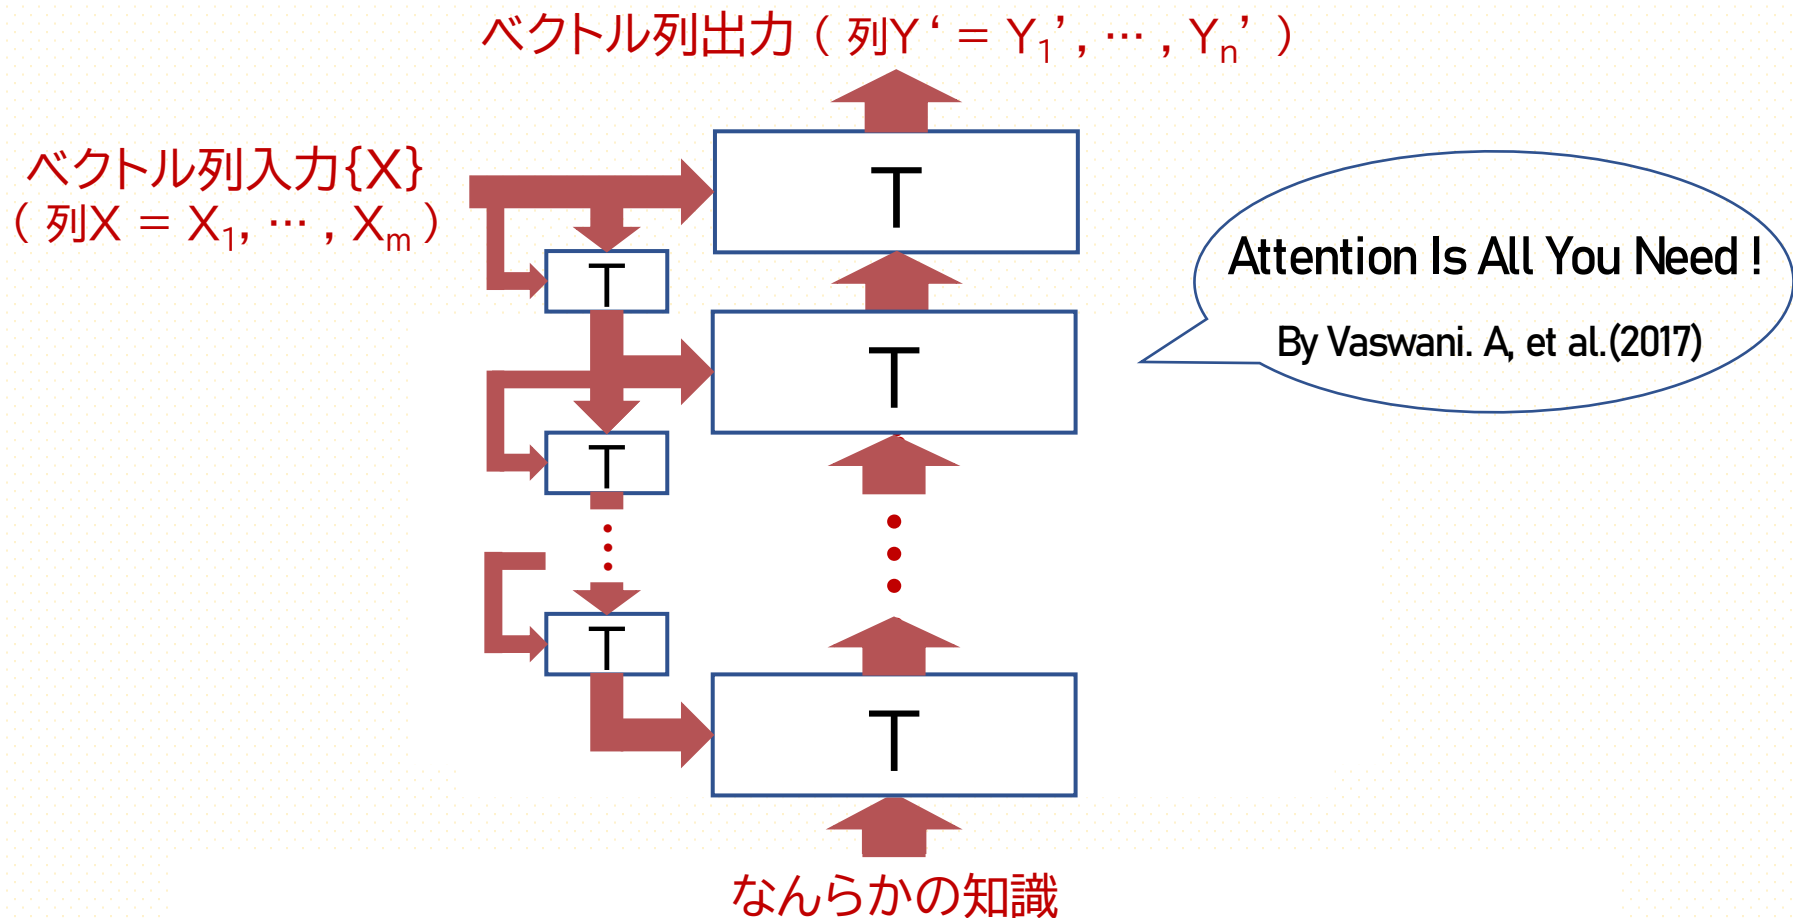 ベクトル列出力 ( 列Y‘ = Y₁’, … , Yₙ’ )
ベクトル列入力{X}
( 列X = X₁, … , Xₘ )
T
T
Attention Is All You Need !
By Vaswani. A, et al.(2017)
T
T
T
T
なんらかの知識